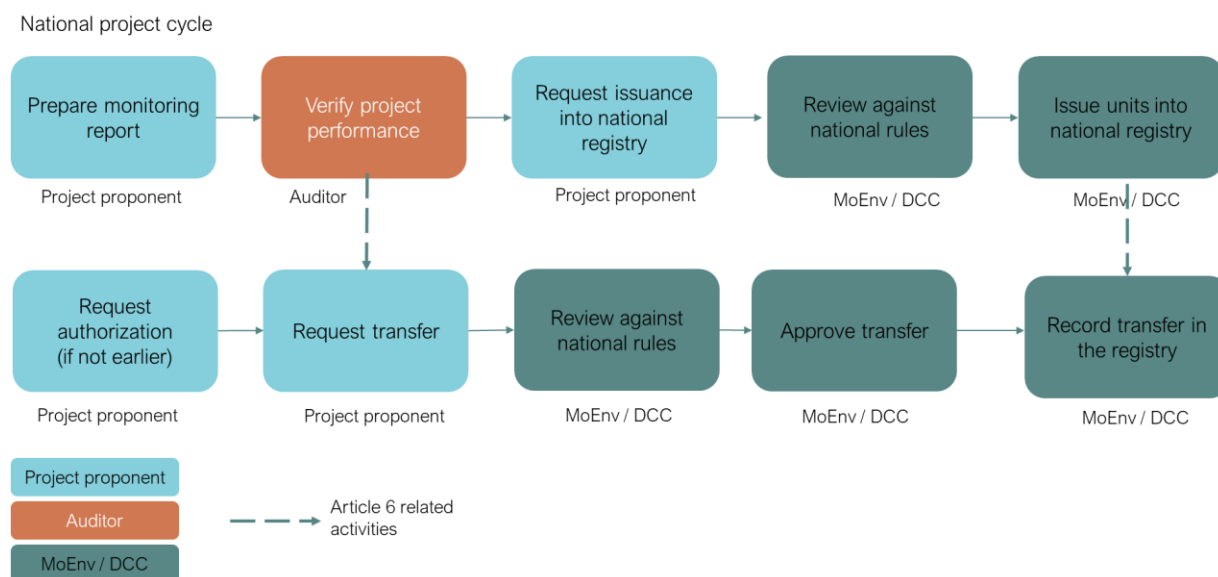 National project cycle
Prepare monitoring
report
Verify project
performance
Request issuance
into national
registry
Review against
national rules
Issue units into
national registry
Project proponent
Auditor
Project proponent
MoEnv / DCC
MoEnv / DCC
Request
authorization
(if not earlier)
Request transfer
Review against
national rules
Approve transfer
Record transfer in
the registry
Project proponent
Project proponent
MoEnv / DCC
MoEnv / DCC
MoEnv / DCC
Project proponent
Auditor
MoEnv / DCC
Article 6 related
activities